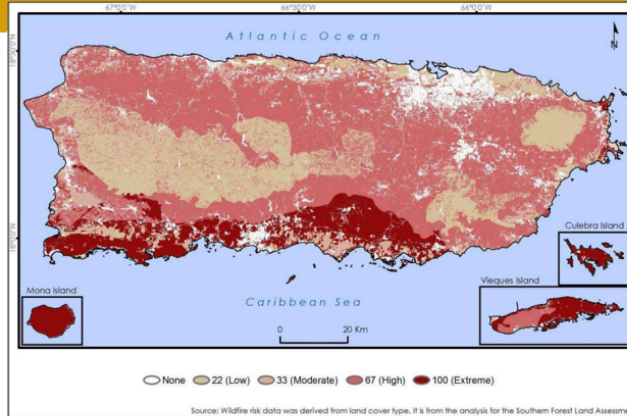 67°0'0"W 66°30'0"W 66°0'0"W
Atlantic Ocean
N
18°30'0"N
18°0'0"N
Culebra Island
Mona Island
Vieques Island
Caribbean Sea
0 20 Km
None 22 (Low) 33 (Moderate) 67 (High) 100 (Extreme)
Source: Wildfire risk data was derived from land cover type. It is from the analysis for the Southern Forest Land Assessme